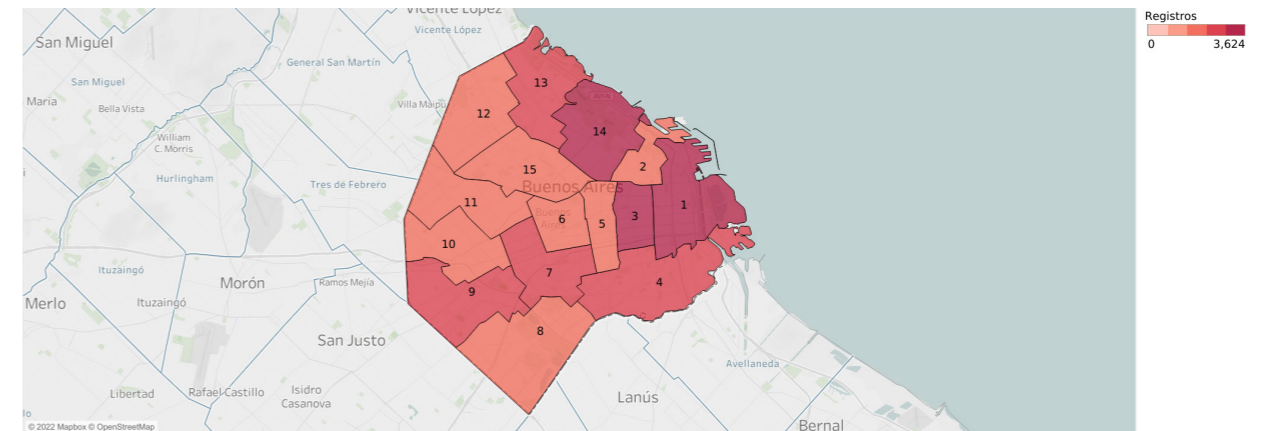 Vicente López
Registros
0
3,624
Vicente López
San Miguel
General San Martín
13
San Miguel
Maria
Bella Vista
Villa Maipú
12
14
William
C. Morris
2
15
Hurlingham
Tres de Febrero
Buenos Aires
11
6
5
3
1
Buenos
Aires
10
Ituzaingó
7
9
4
Morón
Ramos Mejía
Merlo
Ituzaingó
8
San Justo
Avellaneda
Libertad
Rafael Castillo
Isidro
Casanova
Lanús
Bernal
© 2022 Mapbox © OpenStreetMap